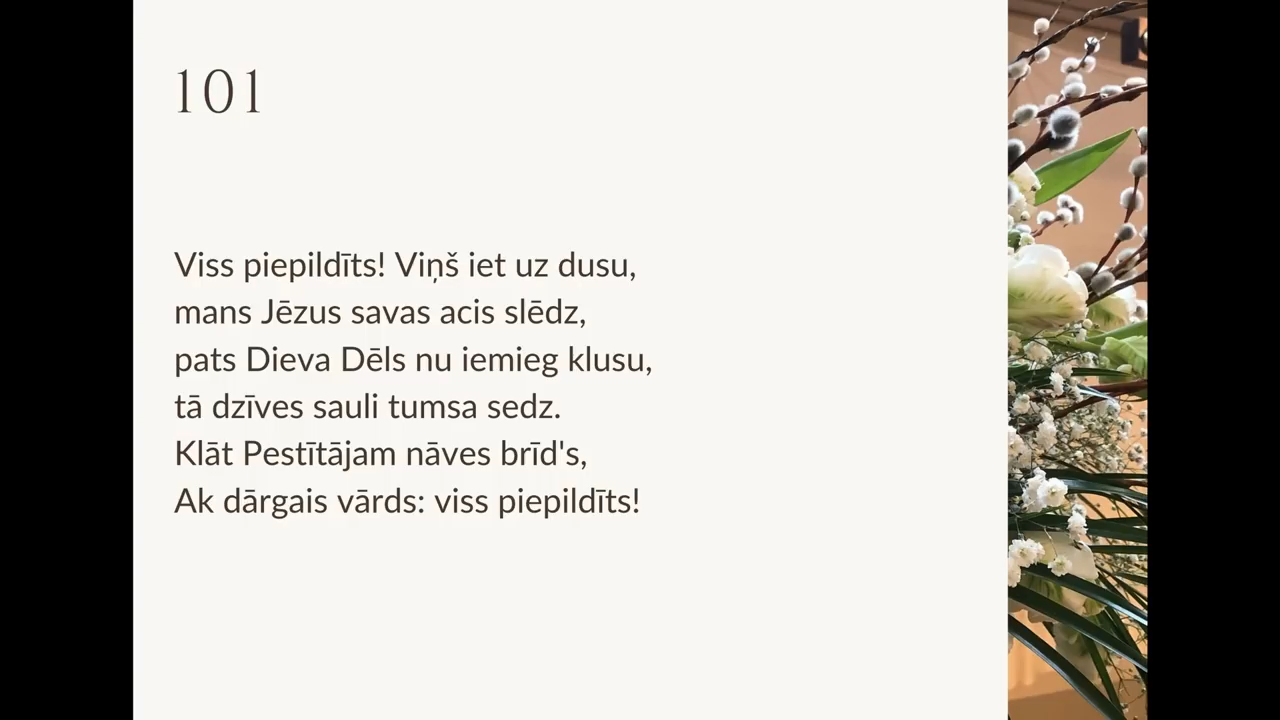 101
Viss piepildīts! Viņš iet uz dusu,
mans Jēzus savas acis slēdz,
pats Dieva Dēls nu iemieg klusu,
tā dzīves sauli tumsa sedz.
Klāt Pestītājam nāves brīd's,
Ak dārgais vārds: viss piepildīts!